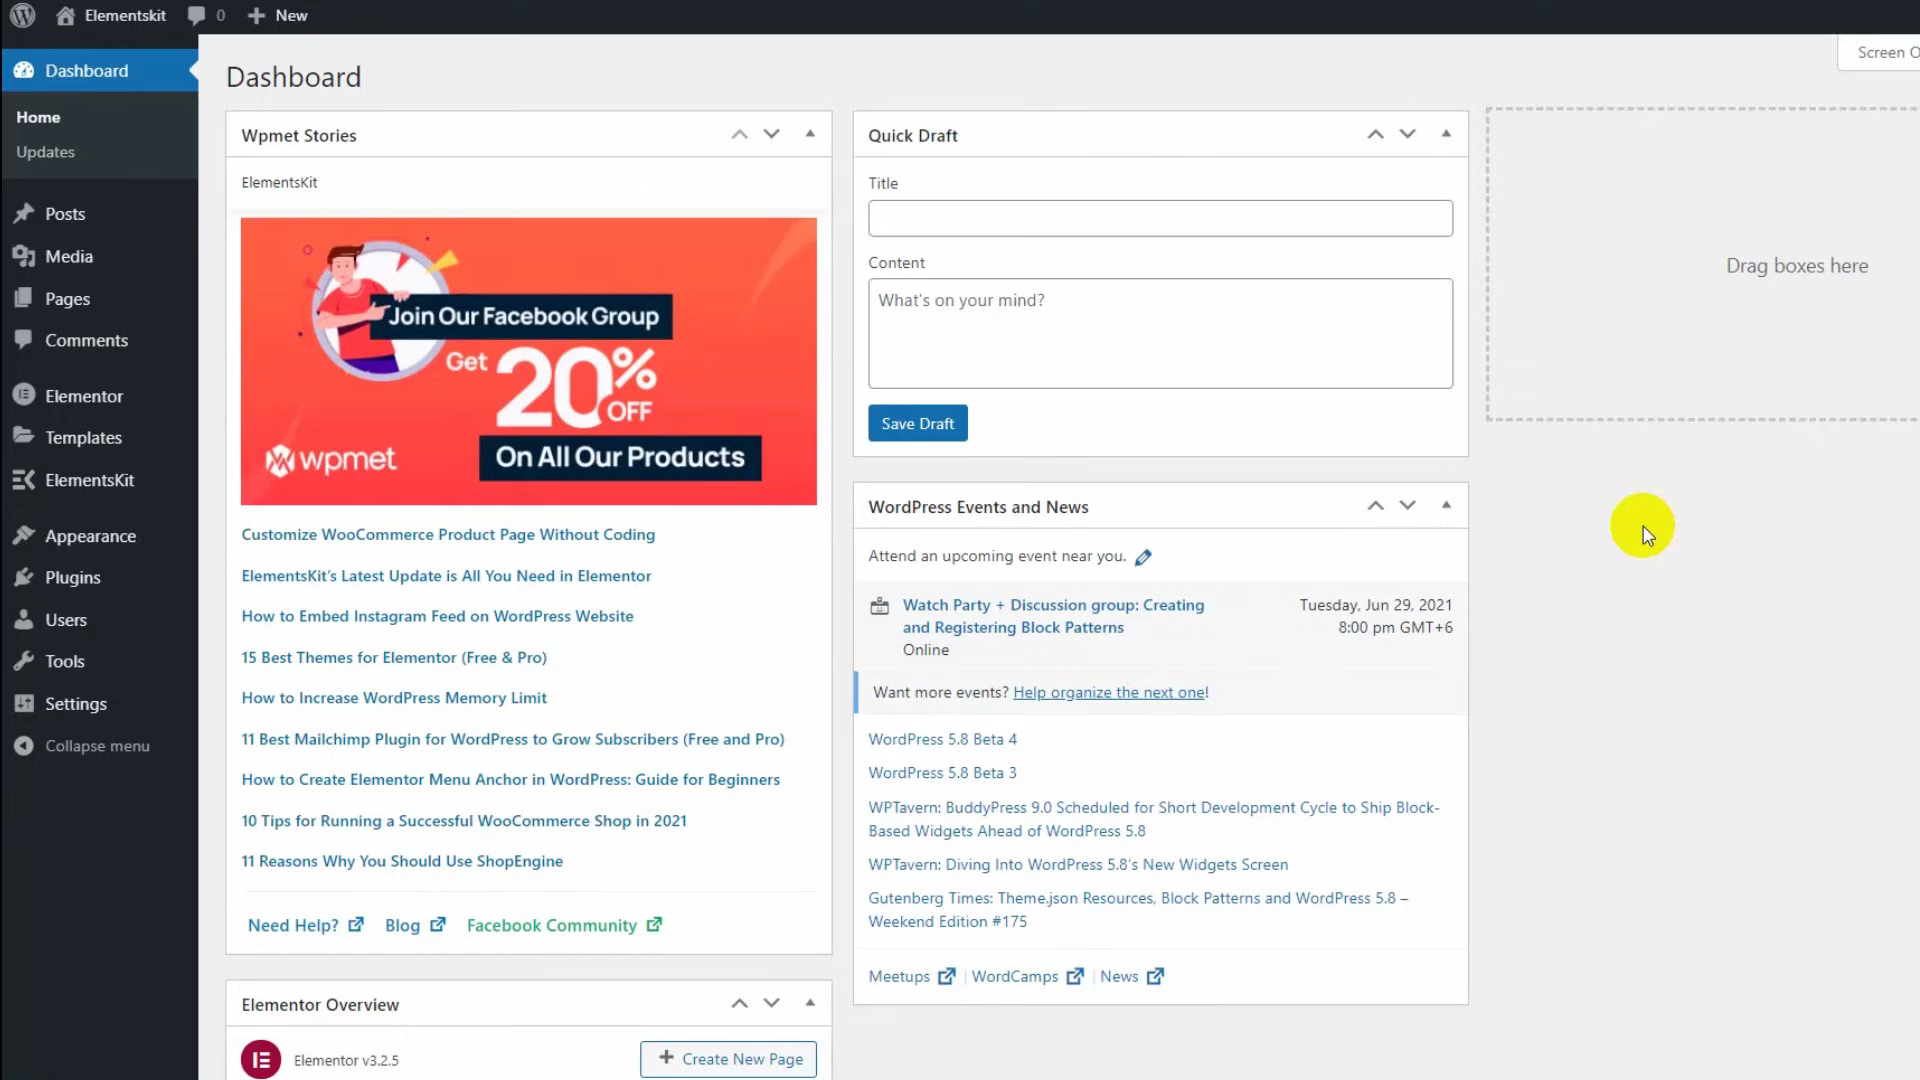 Elementskit
0
New
Screen O
Dashboard
Home
Updates
Posts
Media
Pages
Comments
Elementor
Templates
ElementsKit
Appearance
Plugins
Users
Tools
Settings
Collapse menu
Dashboard
Wpmet Stories
ElementsKit
Join Our Facebook Group
Get 20% OFF
wpmet
On All Our Products
Customize WooCommerce Product Page Without Coding
ElementsKit's Latest Update is All You Need in Elementor
How to Embed Instagram Feed on WordPress Website
15 Best Themes for Elementor (Free & Pro)
How to Increase WordPress Memory Limit
11 Best Mailchimp Plugin for WordPress to Grow Subscribers (Free and Pro)
How to Create Elementor Menu Anchor in WordPress: Guide for Beginners
10 Tips for Running a Successful WooCommerce Shop in 2021
11 Reasons Why You Should Use ShopEngine
Need Help?
Blog
Facebook Community
Elementor Overview
Elementor v3.2.5
Create New Page
Quick Draft
Title
Content
What's on your mind?
Save Draft
WordPress Events and News
Attend an upcoming event near you.
Watch Party + Discussion group: Creating
and Registering Block Patterns
Online
Tuesday, Jun 29, 2021
8:00 pm GMT+6
Want more events? Help organize the next one!
WordPress 5.8 Beta 4
WordPress 5.8 Beta 3
WPTavern: BuddyPress 9.0 Scheduled for Short Development Cycle to Ship Block-
Based Widgets Ahead of WordPress 5.8
WPTavern: Diving Into WordPress 5.8's New Widgets Screen
Gutenberg Times: Theme.json Resources, Block Patterns and WordPress 5.8 –
Weekend Edition #175
Meetups | WordCamps | News
Drag boxes here